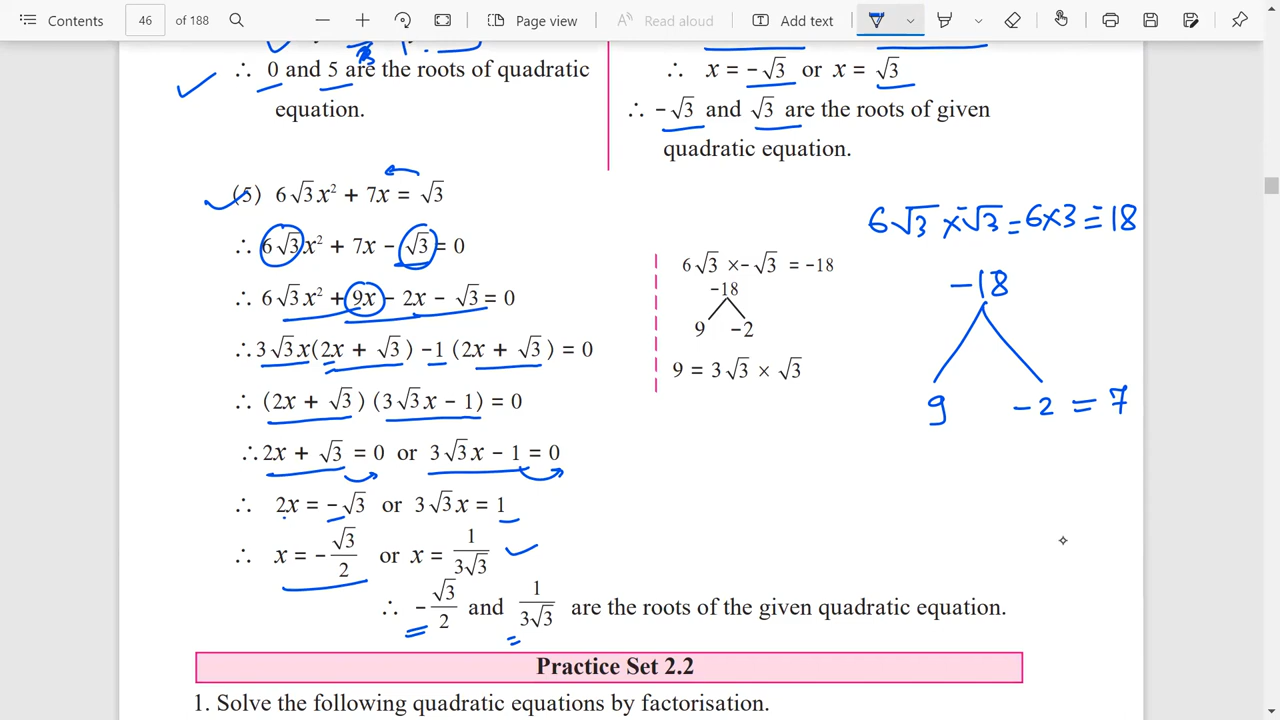 Contents 46 of 188 Page view Read aloud Add text
∴ 0 and 5 are the roots of quadratic
equation.
∴ x = -√3 or x = √3
∴ -√3 and √3 are the roots of given
quadratic equation.
(5) 6√3x² + 7x = √3
∴ 6√3x² + 7x - √3 = 0
∴ 6√3x² + 9x - 2x - √3 = 0
∴ 3√3x(2x + √3) -1 (2x + √3) = 0
∴ (2x + √3)(3√3x - 1) = 0
∴ 2x + √3 = 0 or 3√3x - 1 = 0
∴ 2x = -√3 or 3√3x = 1
∴ x = -√3/2 or x = 1/3√3
∴ -√3/2 and 1/3√3 are the roots of the given quadratic equation.
6√3 ×-√3 = -18
-18
9 -2
9 = 3√3 × √3
6√3 × -√3 = -6×3 = -18
-18
9 -2 = 7
Practice Set 2.2
1. Solve the following quadratic equations by factorisation.